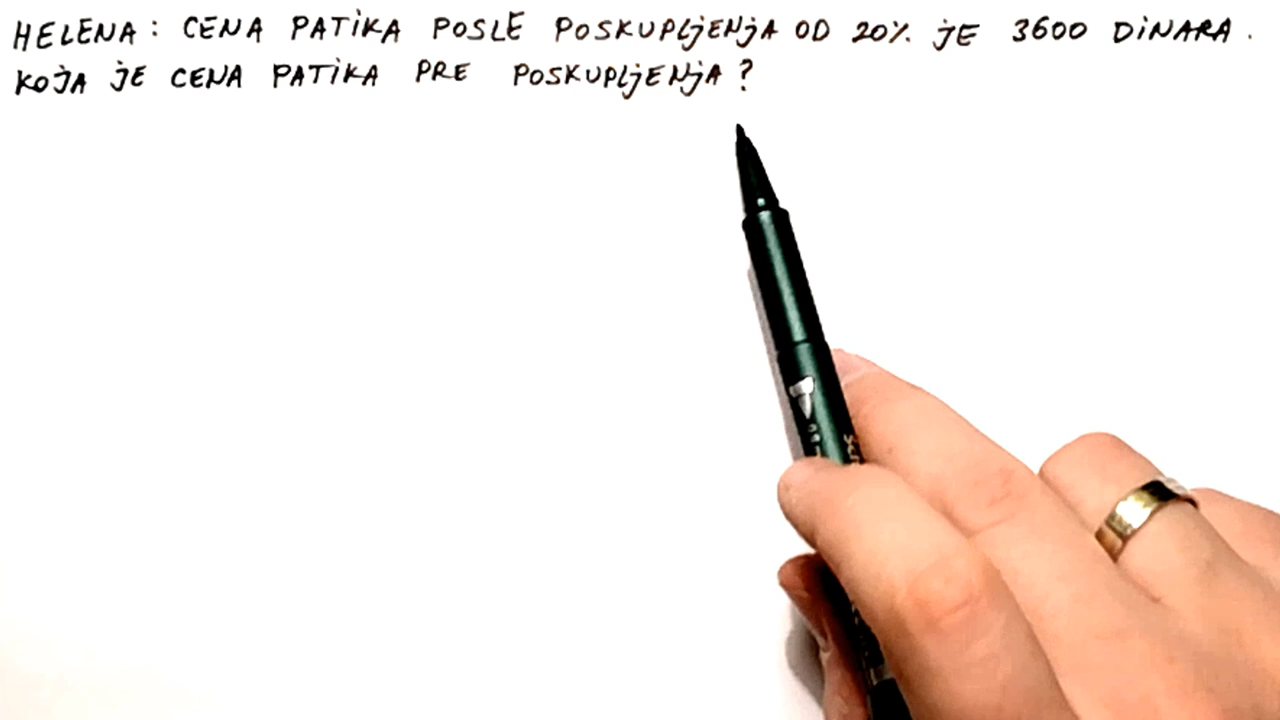 HELENA: CENA PATIKA POSLE POSKUPLJENJA OD 20% JE 3600 DINARA.
KOJA JE CENA PATIKA PRE POSKUPLJENJA?